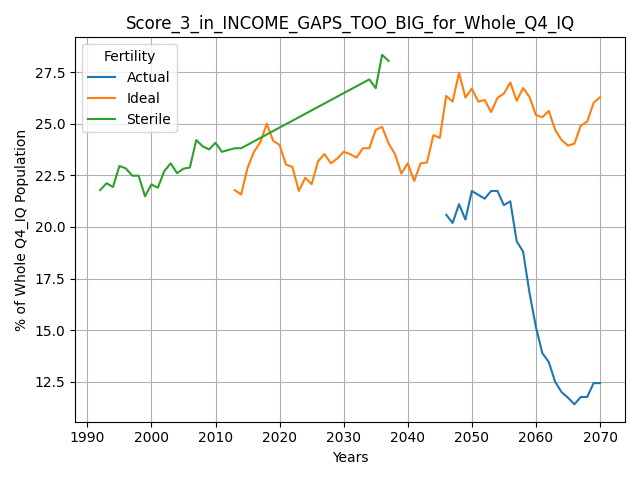 Score_3_in_INCOME_GAPS_TOO_BIG_for_Whole_Q4_IQ
Fertility
Actual
Ideal
Sterile
% of Whole Q4_IQ Population
27.5
25.0
22.5
20.0
17.5
15.0
12.5
1990 2000 2010 2020 2030 2040 2050 2060 2070
Years